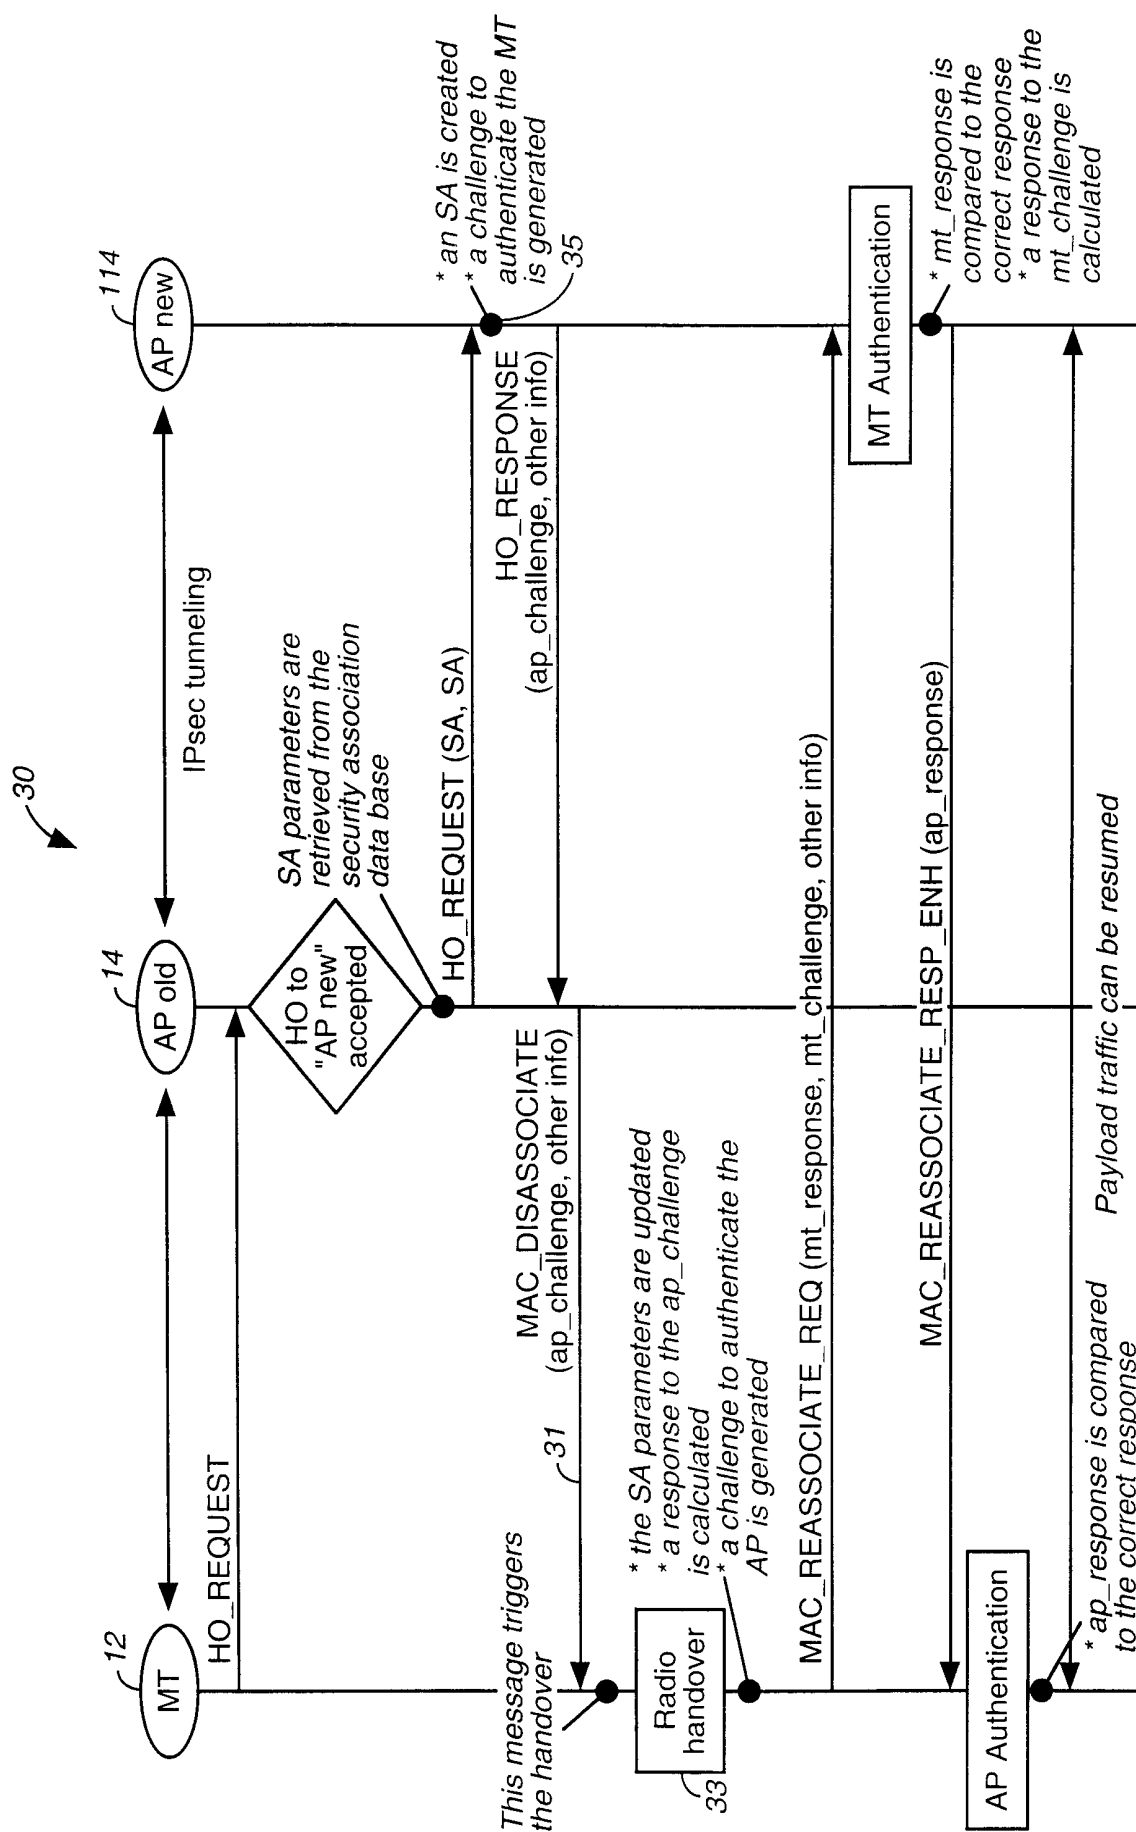 30
12
MT
14
AP old
114
AP new
IPsec tunneling
HO_REQUEST
HO to
"AP new"
accepted
SA parameters are
retrieved from the
security association
data base
HO_REQUEST (SA, SA)
* an SA is created
* a challenge to
authenticate the MT
is generated
35
HO_RESPONSE
(ap_challenge, other info)
MAC_DISASSOCIATE
(ap_challenge, other info)
31
This message triggers
the handover
Radio
handover
33
* the SA parameters are updated
* a response to the ap_challenge
is calculated
* a challenge to authenticate the
AP is generated
MAC_REASSOCIATE_REQ (mt_response, mt_challenge, other info)
MT Authentication
* mt_response is
compared to the
correct response
* a response to the
mt_challenge is
calculated
MAC_REASSOCIATE_RESP_ENH (ap_response)
AP Authentication
* ap_response is compared
to the correct response
Payload traffic can be resumed